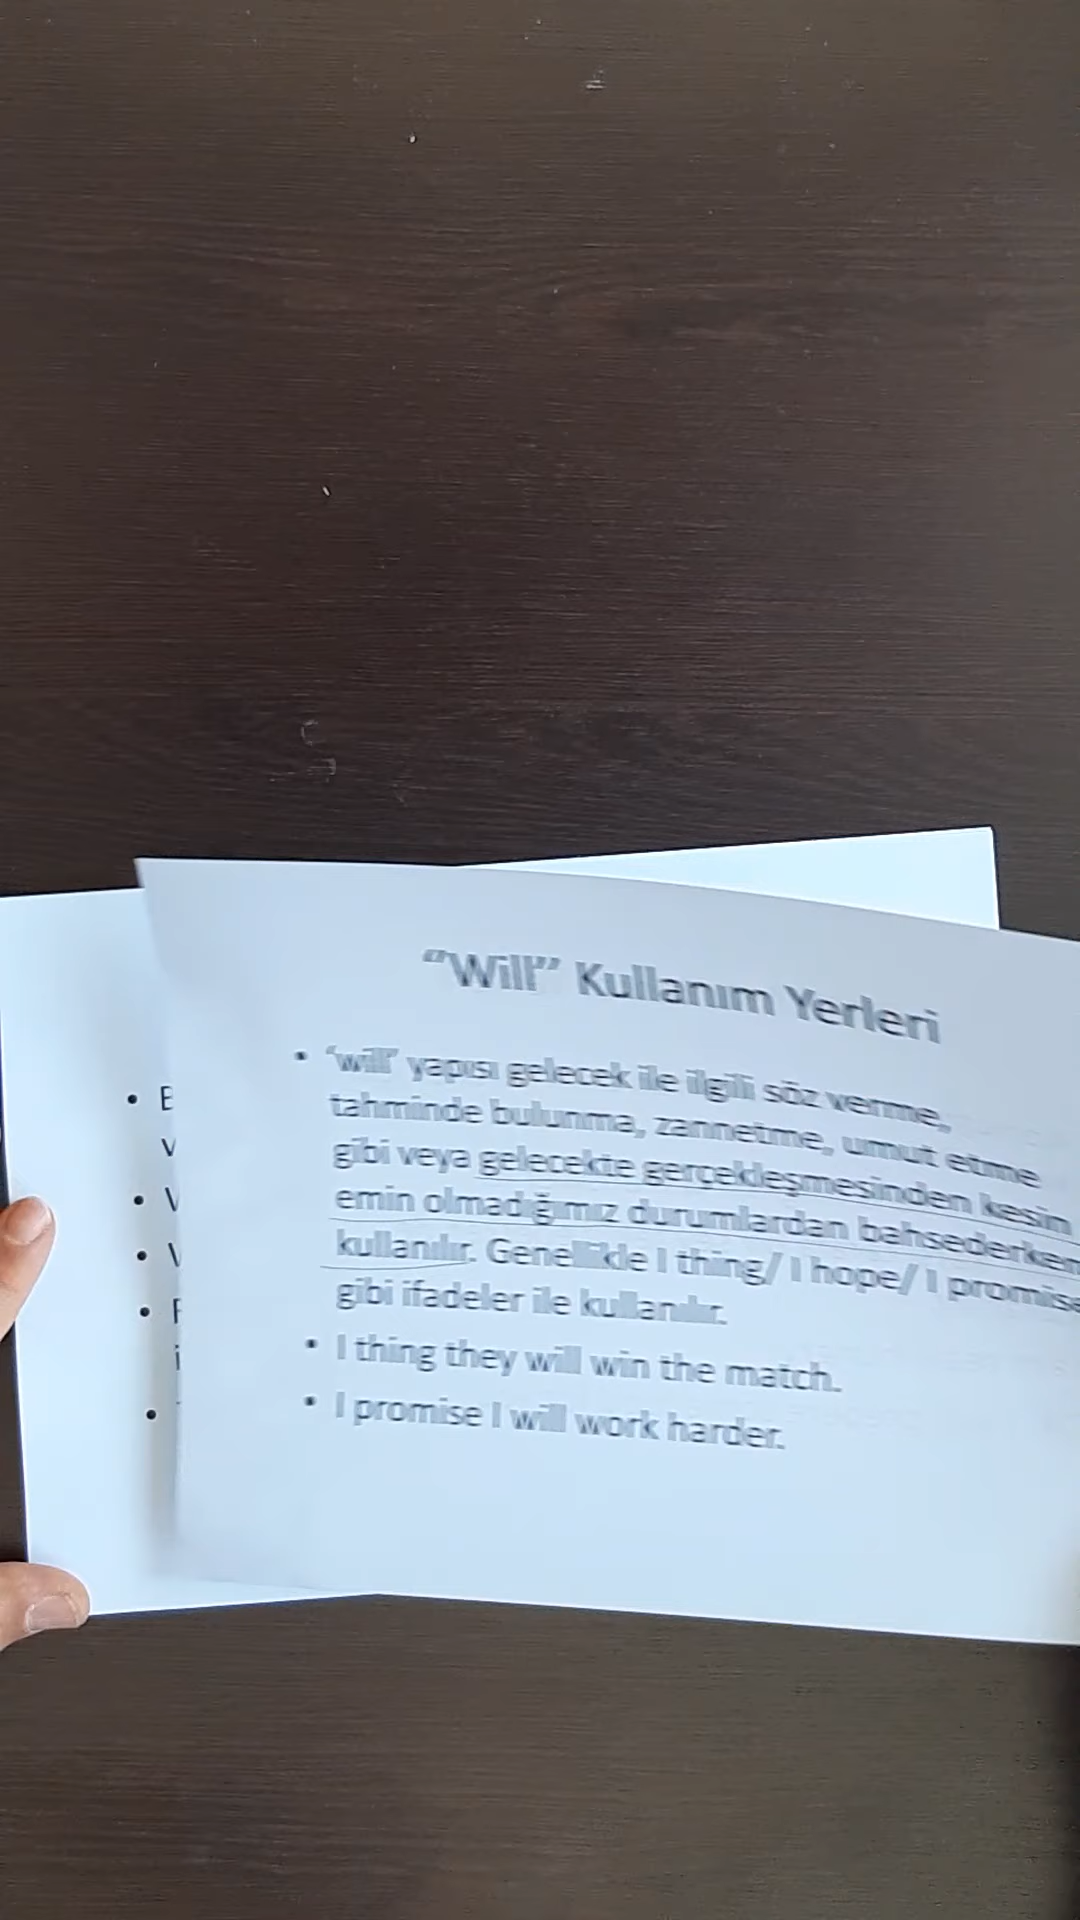 “Will” Kullanım Yerleri
• ‘will’ yapısı gelecek ile ilgili söz verme,
tahminde bulunma, zannetme, umut etme
gibi veya gelecekte gerçekleşmesinden kesin
emin olmadığımız durumlardan bahsederken
kullanılır. Genellikle I thing/ I hope/ I promise
gibi ifadeler ile kullanılır.
• I thing they will win the match.
• I promise I will work harder.